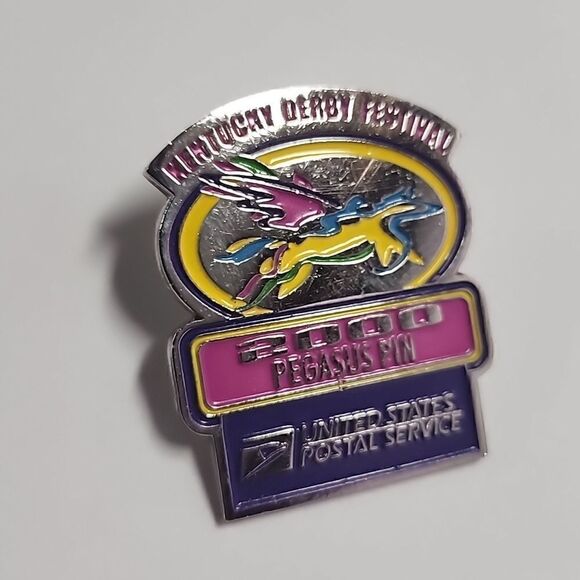 KENTUCKY DERBY FESTIVAL
2000
PEGASUS PIN
UNITED STATES
POSTAL SERVICE